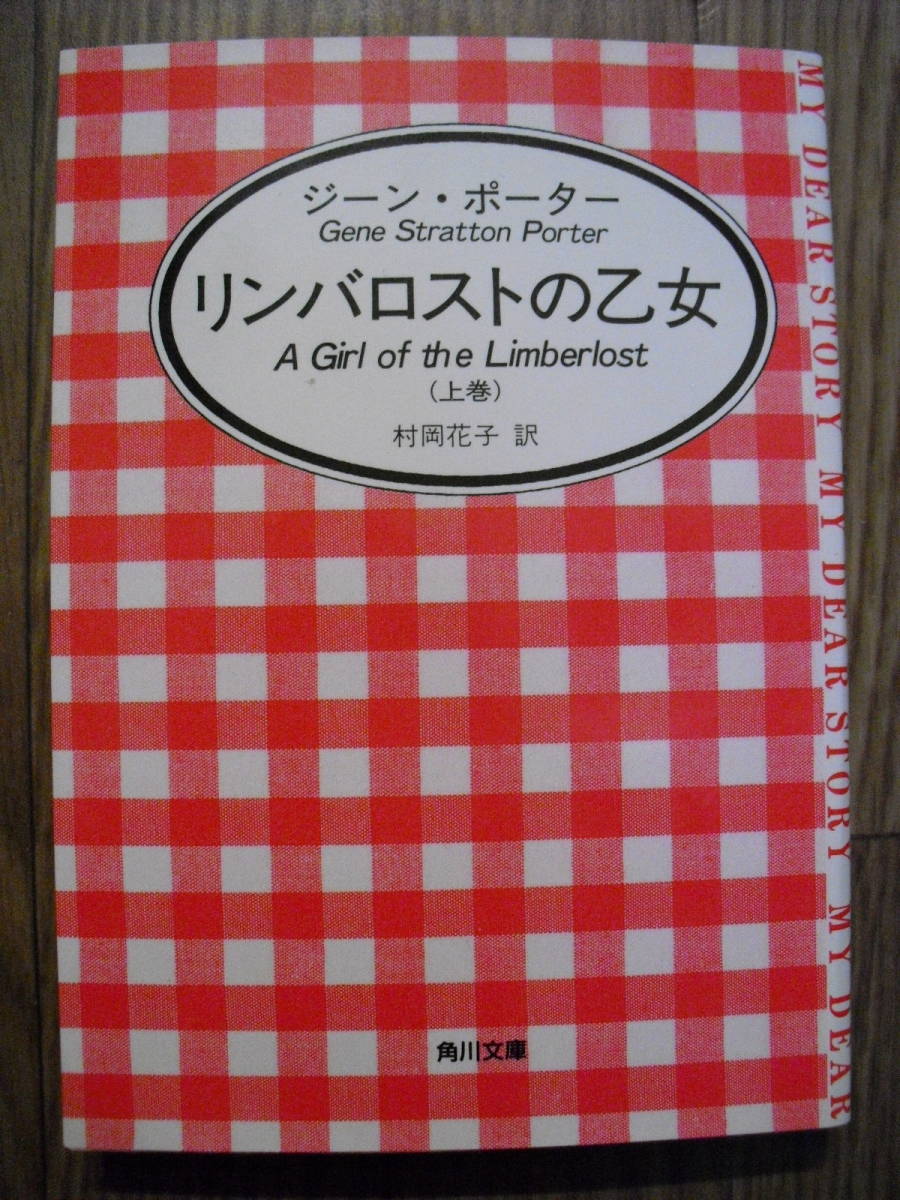 ジーン・ポーター
Gene Stratton Porter
リンバロストの乙女
A Girl of the Limberlost
（上巻）
村岡花子 訳
角川文庫
MY DEAR STORY MY DEAR STORY MY DEAR